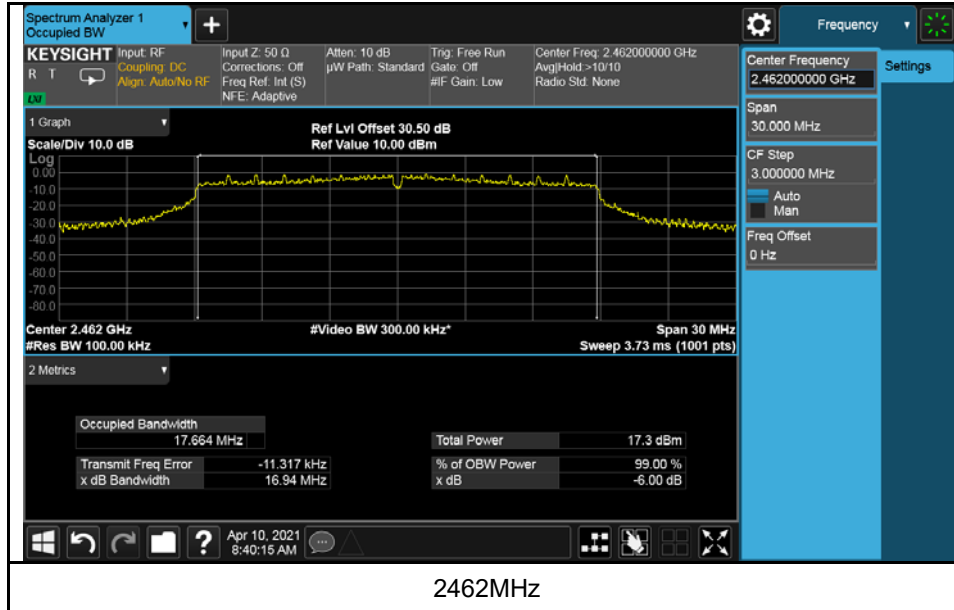 Spectrum Analyzer 1
Occupied BW
+
Frequency
KEYSIGHT
R T
LXI
Input: RF
Coupling: DC
Align: Auto/No RF
Input Z: 50 Ω
Corrections: Off
Freq Ref: Int (S)
NFE: Adaptive
Atten: 10 dB
µW Path: Standard
Trig: Free Run
Gate: Off
#IF Gain: Low
Center Freq: 2.462000000 GHz
Avg|Hold:>10/10
Radio Std: None
Center Frequency
2.462000000 GHz
Settings
Span
30.000 MHz
CF Step
3.000000 MHz
Auto
Man
Freq Offset
0 Hz
1 Graph
Scale/Div 10.0 dB
Ref Lvl Offset 30.50 dB
Ref Value 10.00 dBm
Log
0.00
-10.0
-20.0
-30.0
-40.0
-50.0
-60.0
-70.0
-80.0
Center 2.462 GHz
#Res BW 100.00 kHz
#Video BW 300.00 kHz*
Span 30 MHz
Sweep 3.73 ms (1001 pts)
2 Metrics
Occupied Bandwidth
17.664 MHz
Transmit Freq Error -11.317 kHz
x dB Bandwidth 16.94 MHz
Total Power 17.3 dBm
% of OBW Power 99.00 %
x dB -6.00 dB
?
Apr 10, 2021
8:40:15 AM
2462MHz